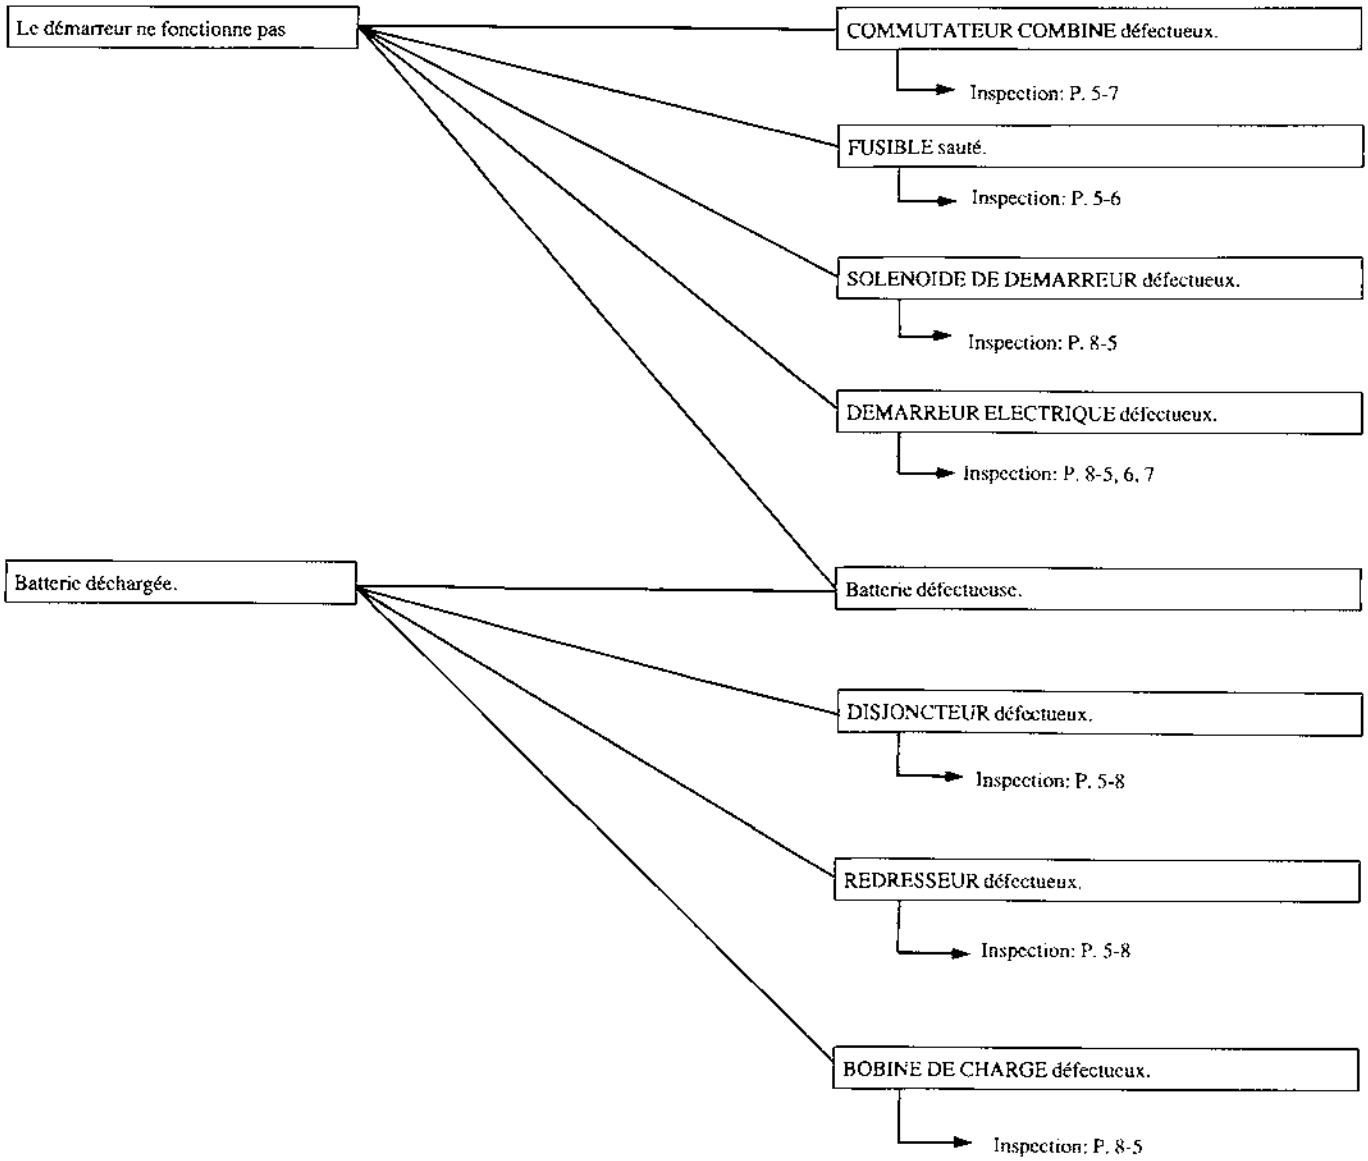 Le démarreur ne fonctionne pas
COMMUTATEUR COMBINE défectueux.
Inspection: P. 5-7
FUSIBLE sauté.
Inspection: P. 5-6
SOLENOIDE DE DEMARREUR défectueux.
Inspection: P. 8-5
DEMARREUR ELECTRIQUE défectueux.
Inspection: P. 8-5, 6, 7
Batterie déchargée.
Batterie défectueuse.
DISJONCTEUR défectueux.
Inspection: P. 5-8
REDRESSEUR défectueux.
Inspection: P. 5-8
BOBINE DE CHARGE défectueux.
Inspection: P. 8-5